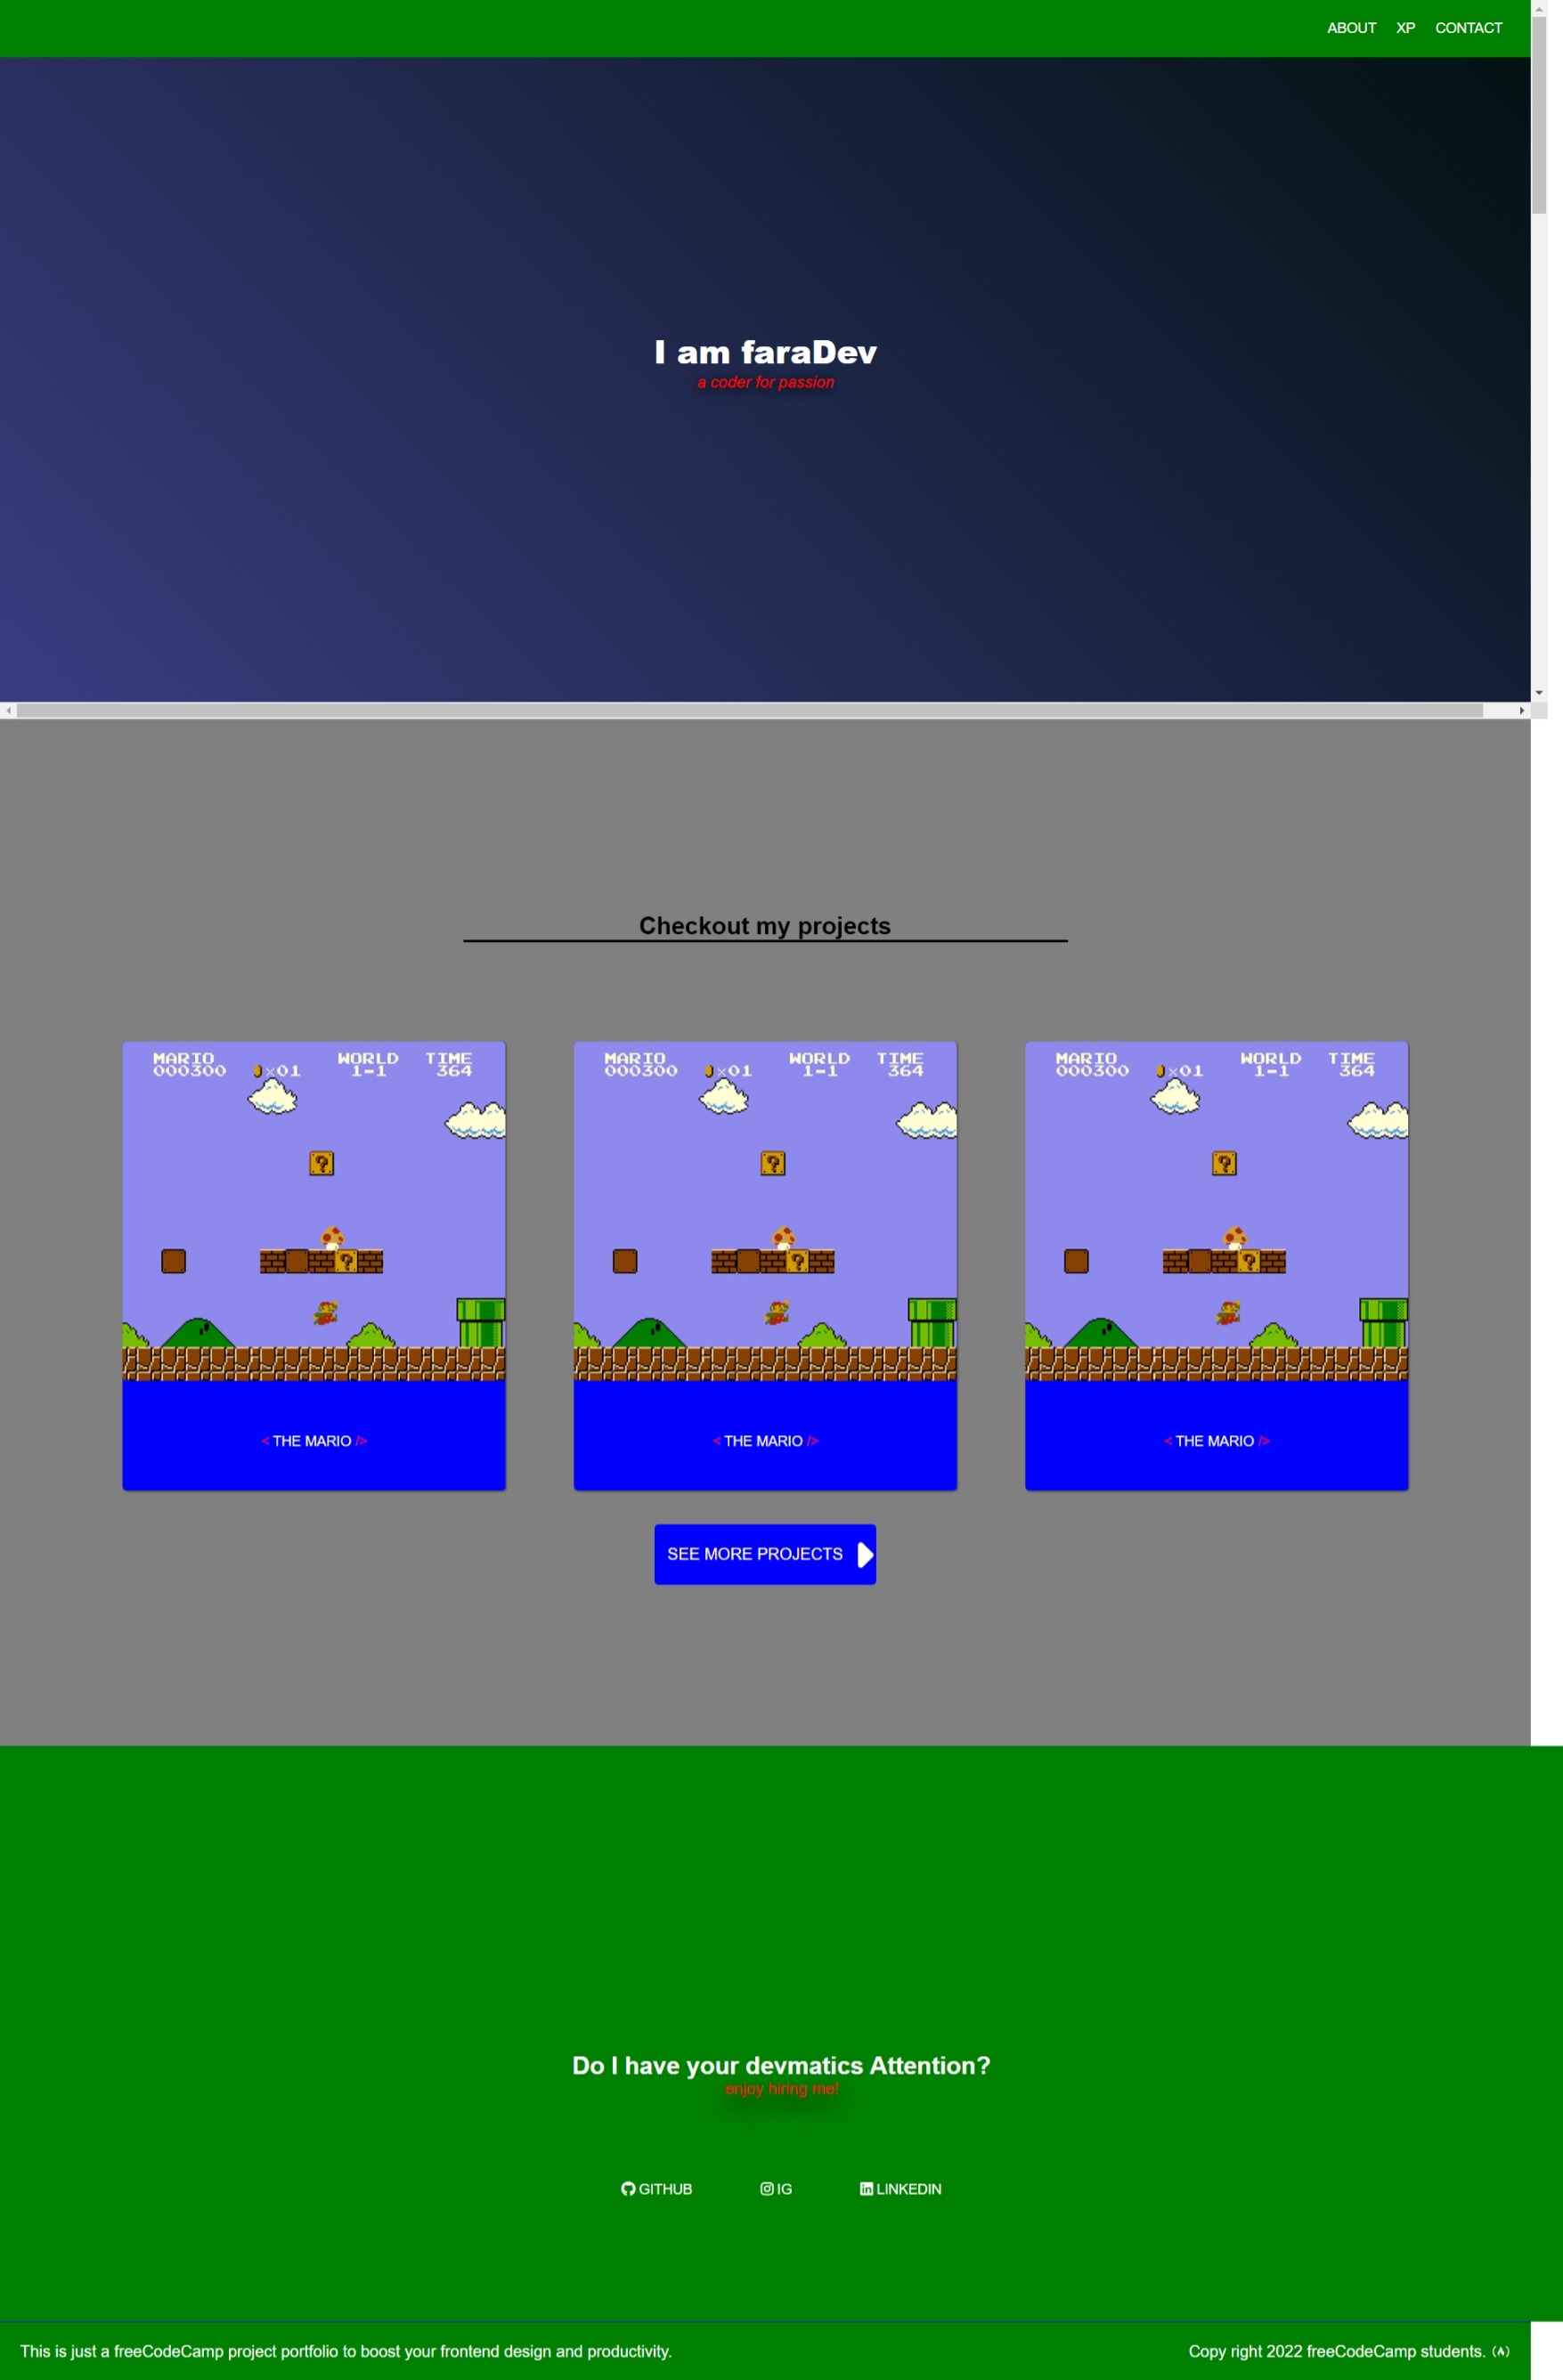 ABOUT XP CONTACT
I am faraDev
a coder for passion
Checkout my projects
MARIO WORLD TIME
000300 ×01 1-1 364
?
?
< THE MARIO />
MARIO WORLD TIME
000300 ×01 1-1 364
?
?
< THE MARIO />
MARIO WORLD TIME
000300 ×01 1-1 364
?
?
< THE MARIO />
SEE MORE PROJECTS
Do I have your devmatics Attention?
enjoy hiring me!
GITHUB IG LINKEDIN
This is just a freeCodeCamp project portfolio to boost your frontend design and productivity. Copy right 2022 freeCodeCamp students.